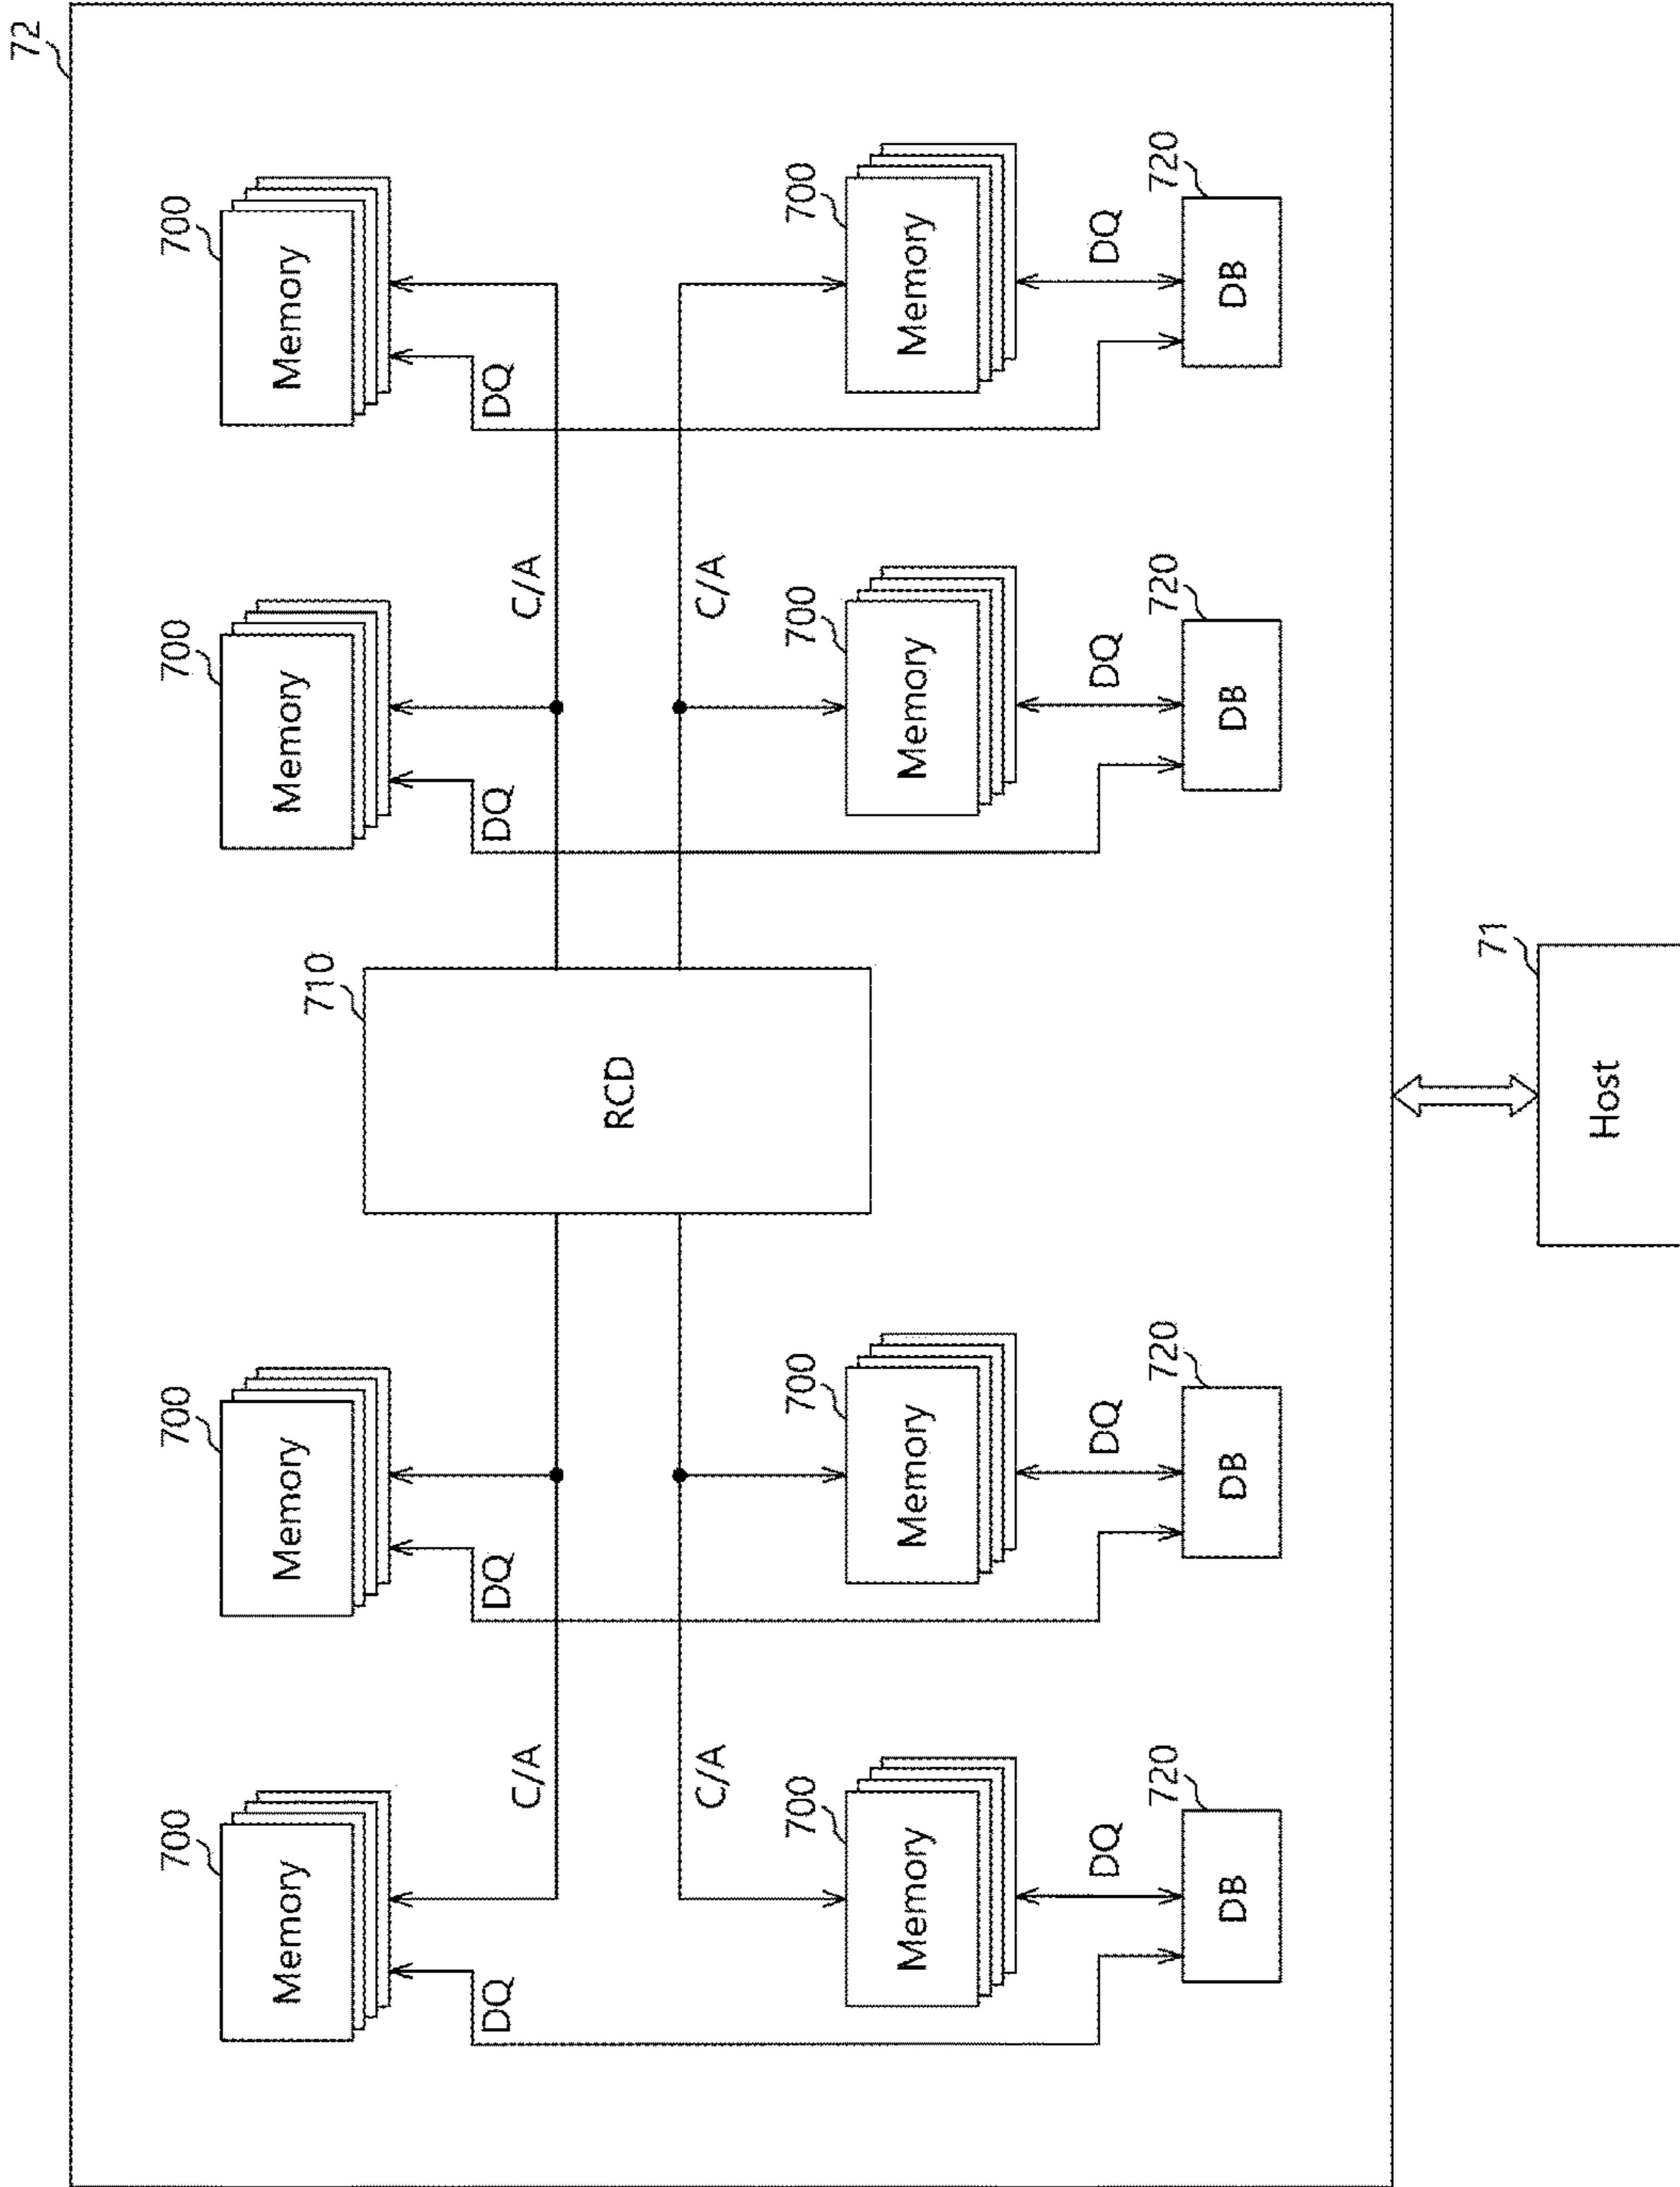 72
700 700 700 700
Memory Memory Memory Memory
710
DQ DQ DQ DQ
C/A C/A
RCD
C/A C/A
700 700 700 700
Memory Memory Memory Memory
DQ DQ DQ DQ
720 720 720 720
DB DB DB DB
71
Host